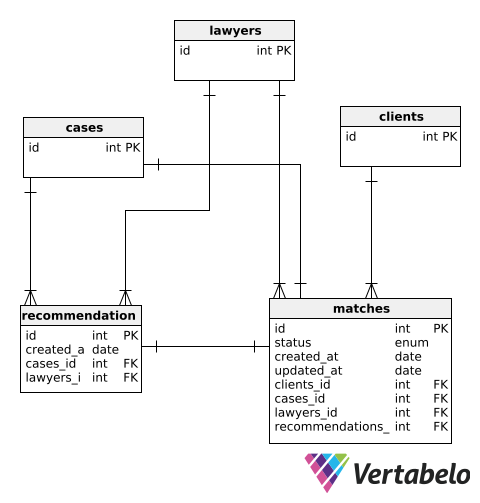 lawyers
id int PK
cases
id int PK
clients
id int PK
recommendation
id int PK
created_a date
cases_id int FK
lawyers_i int FK
matches
id int PK
status enum
created_at date
updated_at date
clients_id int FK
cases_id int FK
lawyers_id int FK
recommendations_ int FK
Vertabelo